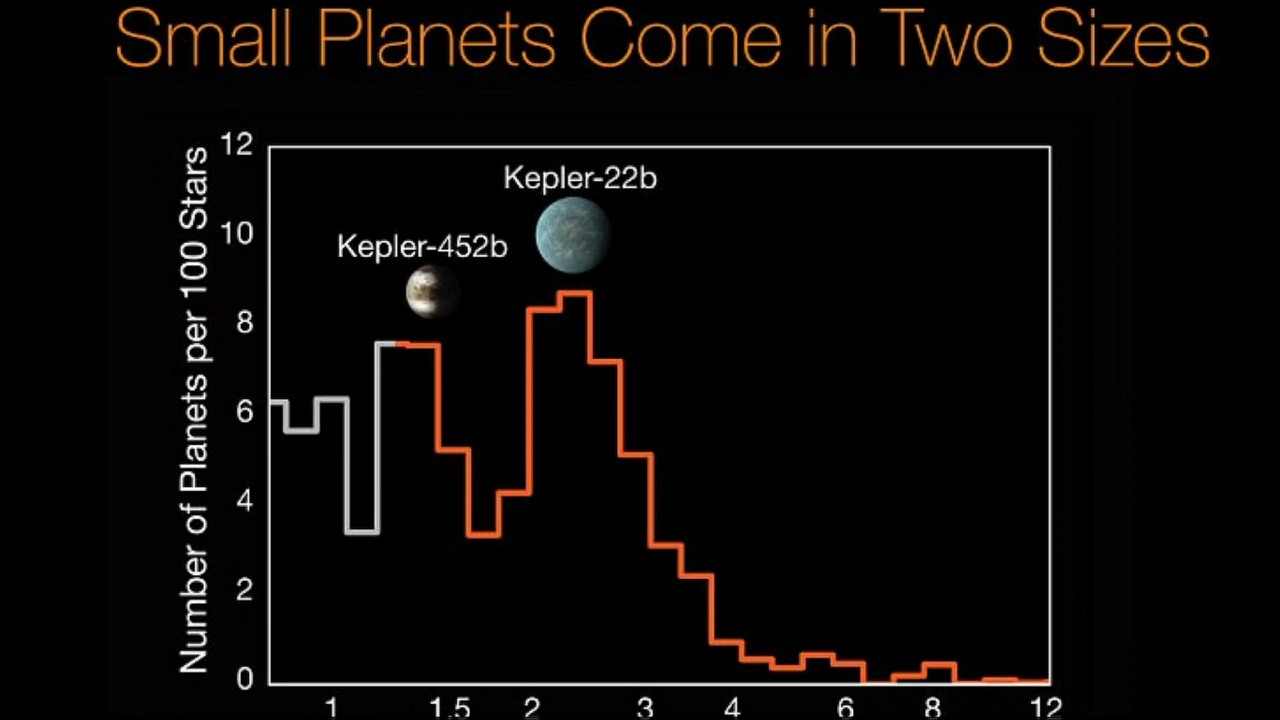 Small Planets Come in Two Sizes
Number of Planets per 100 Stars
12
10
8
6
4
2
0
Kepler-22b
Kepler-452b
1 1.5 2 3 4 6 8 12